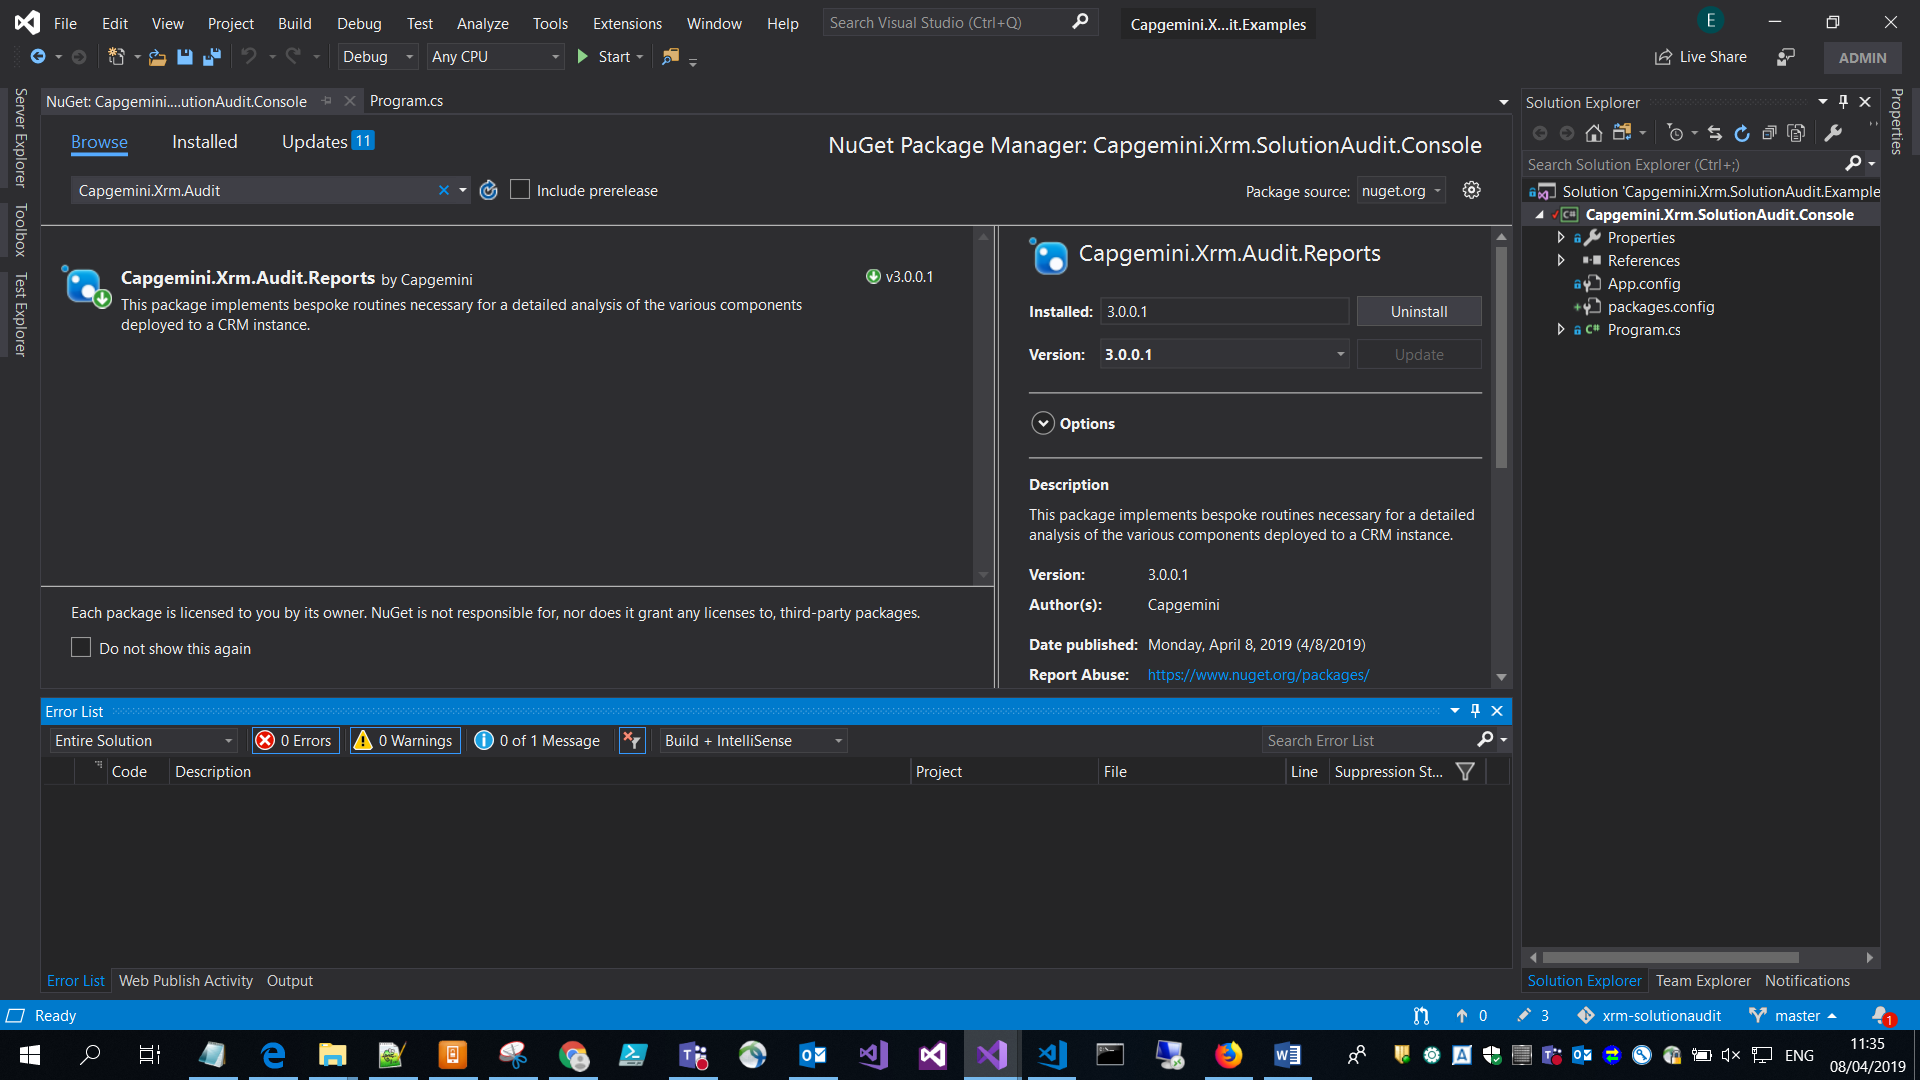 File Edit View Project Build Debug Test Analyze Tools Extensions Window Help Search Visual Studio (Ctrl+Q) Capgemini.X...it.Examples E
Debug Any CPU Start Live Share ADMIN
Server Explorer
Toolbox
Test Explorer
NuGet: Capgemini....utionAudit.Console Program.cs
Browse Installed Updates 11
NuGet Package Manager: Capgemini.Xrm.SolutionAudit.Console
Capgemini.Xrm.Audit Include prerelease
Package source: nuget.org
Capgemini.Xrm.Audit.Reports by Capgemini v3.0.0.1
This package implements bespoke routines necessary for a detailed analysis of the various components
deployed to a CRM instance.
Each package is licensed to you by its owner. NuGet is not responsible for, nor does it grant any licenses to, third-party packages.
Do not show this again
Capgemini.Xrm.Audit.Reports
Installed: 3.0.0.1 Uninstall
Version: 3.0.0.1 Update
Options
Description
This package implements bespoke routines necessary for a detailed
analysis of the various components deployed to a CRM instance.
Version: 3.0.0.1
Author(s): Capgemini
Date published: Monday, April 8, 2019 (4/8/2019)
Report Abuse: https://www.nuget.org/packages/
Error List
Entire Solution 0 Errors 0 Warnings 0 of 1 Message Build + IntelliSense Search Error List
Code Description Project File Line Suppression St...
Error List Web Publish Activity Output
Solution Explorer
Search Solution Explorer (Ctrl+;)
Solution 'Capgemini.Xrm.SolutionAudit.Example
C# Capgemini.Xrm.SolutionAudit.Console
Properties
References
App.config
packages.config
C# Program.cs
Solution Explorer Team Explorer Notifications
Properties
Ready 0 3 xrm-solutionaudit master 1
ENG 11:35
08/04/2019